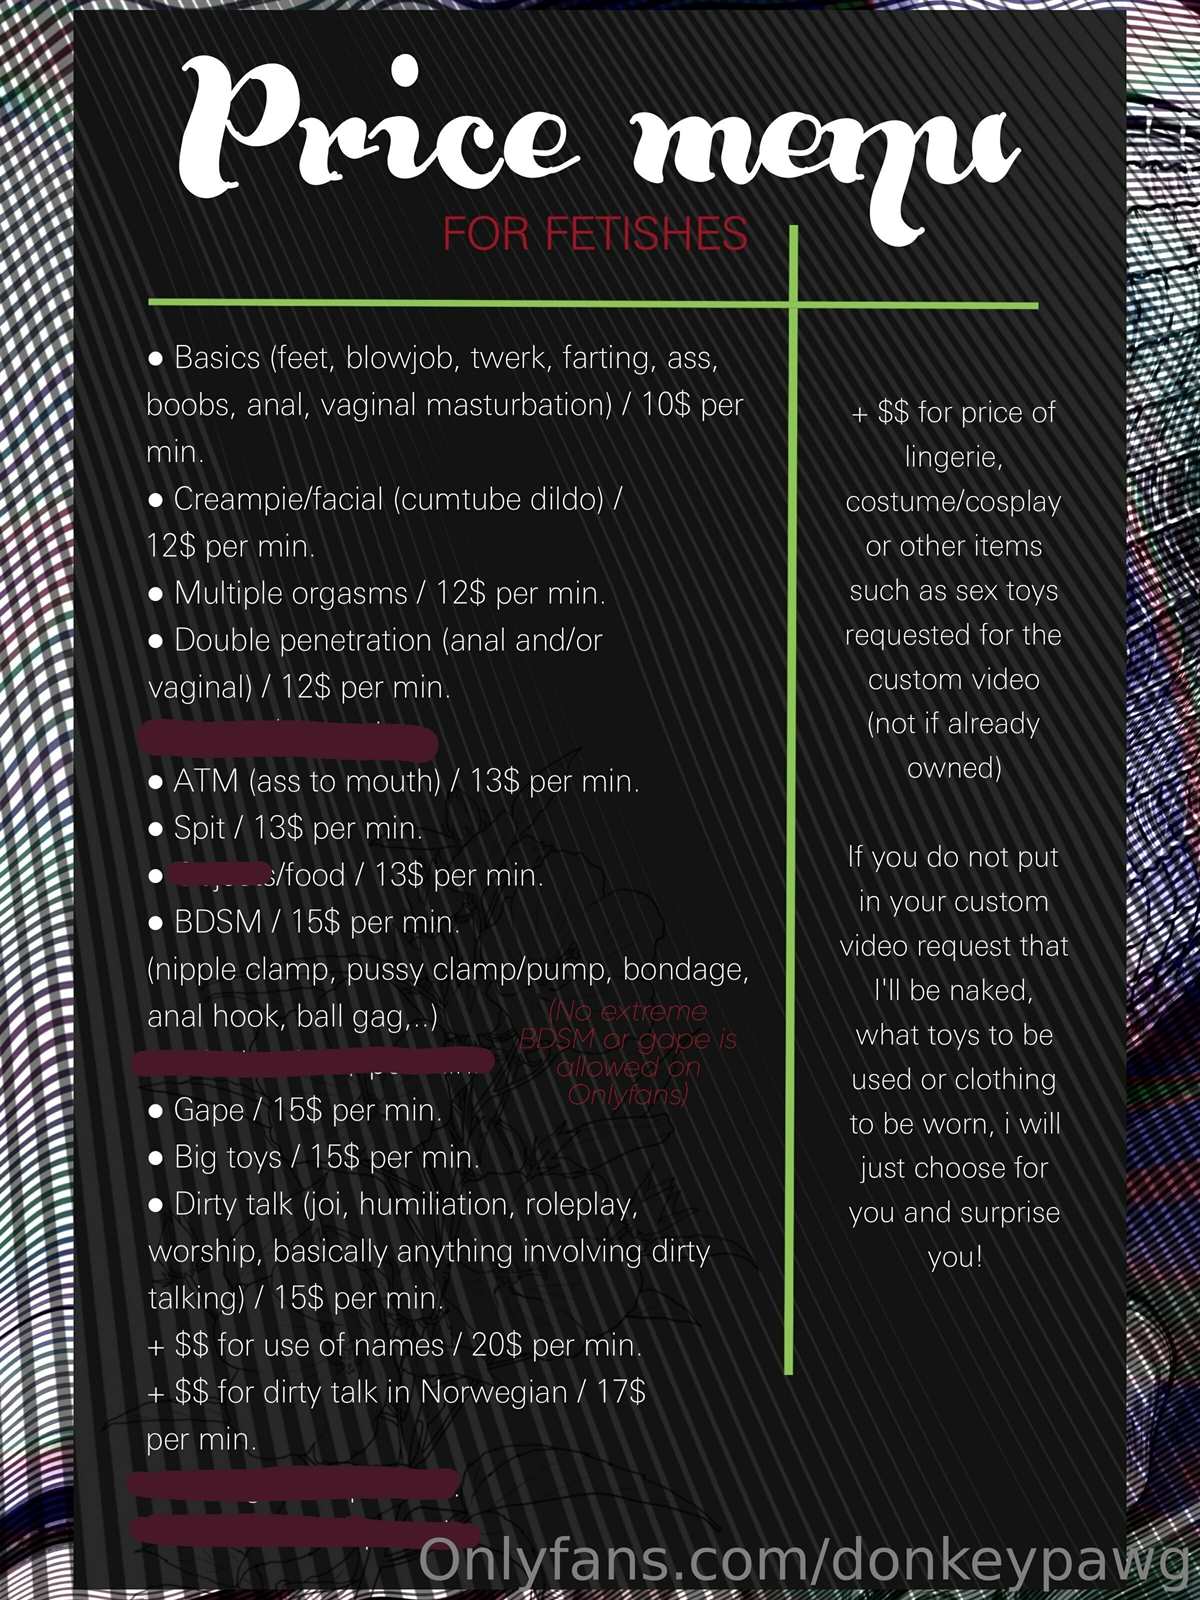 Price menu
FOR FETISHES
● Basics (feet, blowjob, twerk, farting, ass,
boobs, anal, vaginal masturbation) / 10$ per
min.
● Creampie/facial (cumtube dildo) /
12$ per min.
● Multiple orgasms / 12$ per min.
● Double penetration (anal and/or
vaginal) / 12$ per min.
● ATM (ass to mouth) / 13$ per min.
● Spit / 13$ per min.
● /food / 13$ per min.
● BDSM / 15$ per min.
(nipple clamp, pussy clamp/pump, bondage,
anal hook, ball gag,..)
(No extreme
BDSM or gape is
allowed on
Onlyfans)
● Gape / 15$ per min.
● Big toys / 15$ per min.
● Dirty talk (joi, humiliation, roleplay,
worship, basically anything involving dirty
talking) / 15$ per min.
+ $$ for use of names / 20$ per min.
+ $$ for dirty talk in Norwegian / 17$
per min.
+ $$ for price of
lingerie,
costume/cosplay
or other items
such as sex toys
requested for the
custom video
(not if already
owned)
If you do not put
in your custom
video request that
I'll be naked,
what toys to be
used or clothing
to be worn, i will
just choose for
you and surprise
you!
Onlyfans.com/donkeypawg